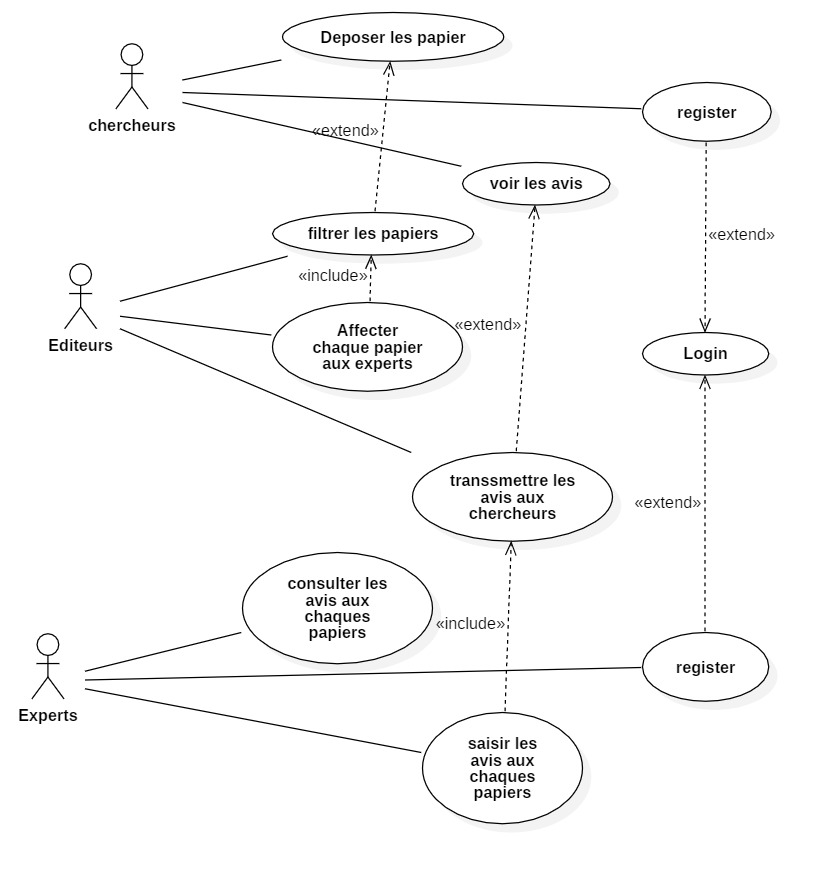 Deposer les papier
chercheurs
register
«extend»
voir les avis
filtrer les papiers
«extend»
«include»
Editeurs
Affecter
chaque papier
aux experts
«extend»
Login
transsmettre les
avis aux
chercheurs
«extend»
consulter les
avis aux
chaques
papiers
«include»
Experts
register
saisir les
avis aux
chaques
papiers